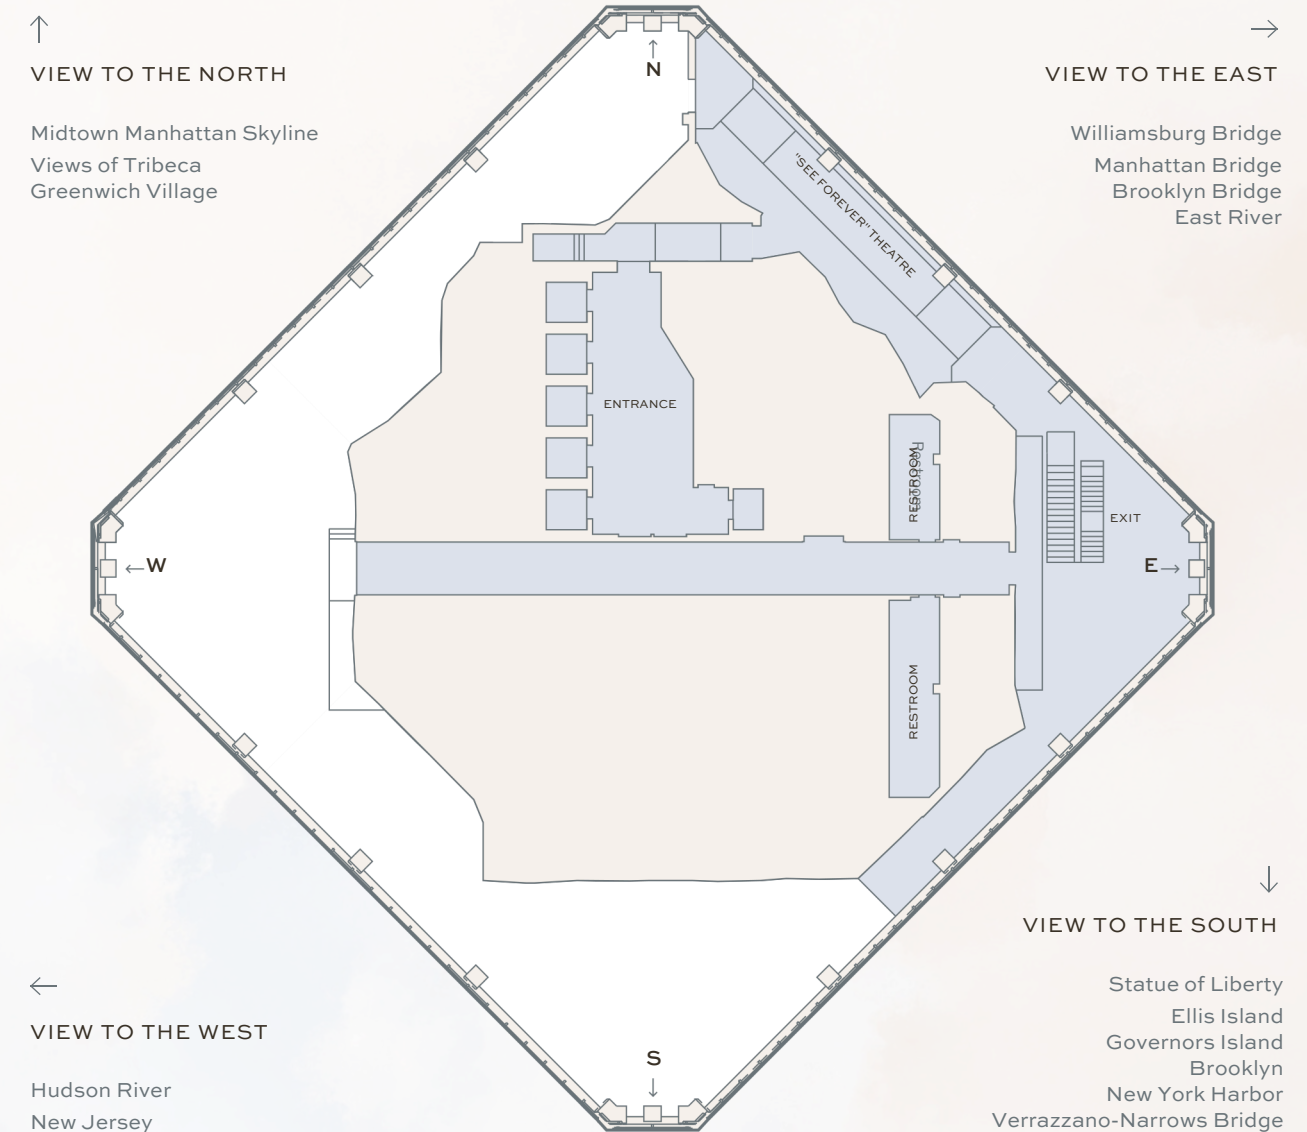 VIEW TO THE NORTH
Midtown Manhattan Skyline
Views of Tribeca
Greenwich Village
VIEW TO THE EAST
Williamsburg Bridge
Manhattan Bridge
Brooklyn Bridge
East River
N
"SEE FOREVER" THEATRE
ENTRANCE
RESTROOM
Restroom
EXIT
W
E
RESTROOM
S
VIEW TO THE WEST
Hudson River
New Jersey
VIEW TO THE SOUTH
Statue of Liberty
Ellis Island
Governors Island
Brooklyn
New York Harbor
Verrazzano-Narrows Bridge